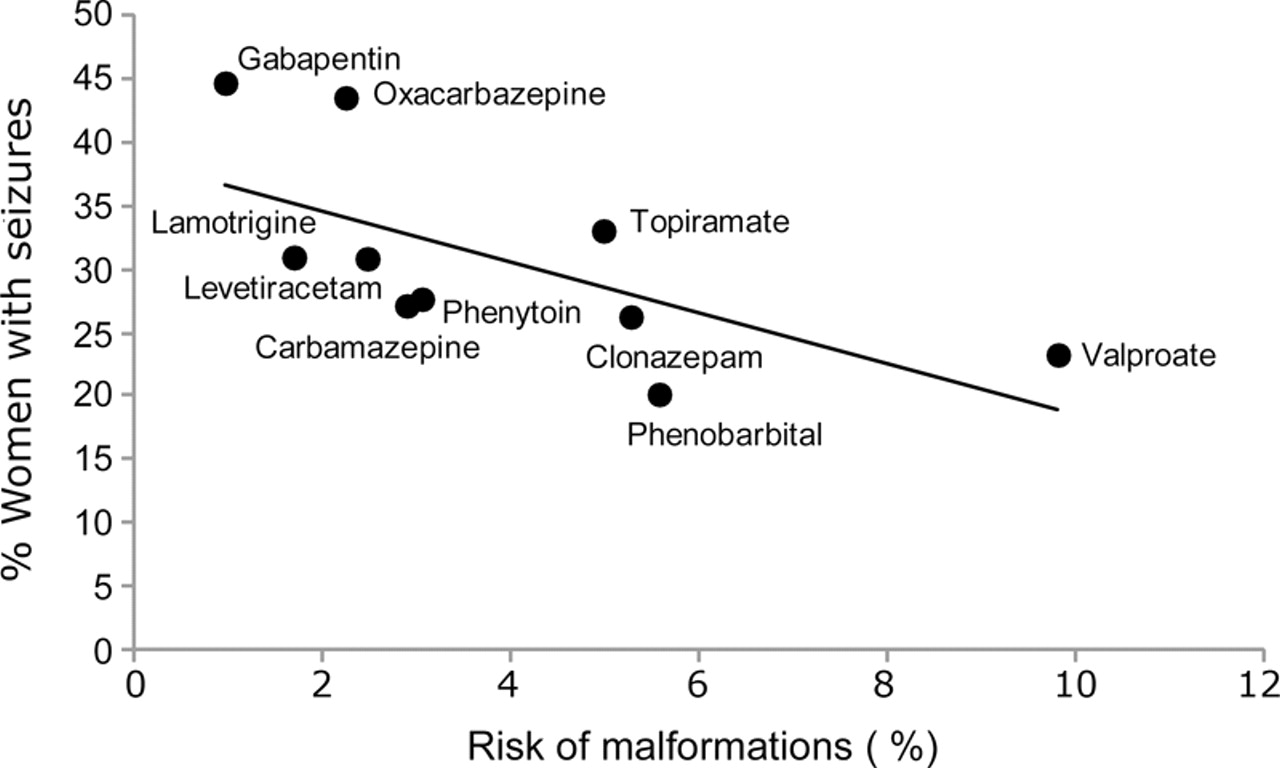 50
45
40
35
30
25
20
15
10
5
0
% Women with seizures
Gabapentin
Oxacarbazepine
Lamotrigine
Topiramate
Levetiracetam
Phenytoin
Carbamazepine
Clonazepam
Valproate
Phenobarbital
0 2 4 6 8 10 12
Risk of malformations ( %)